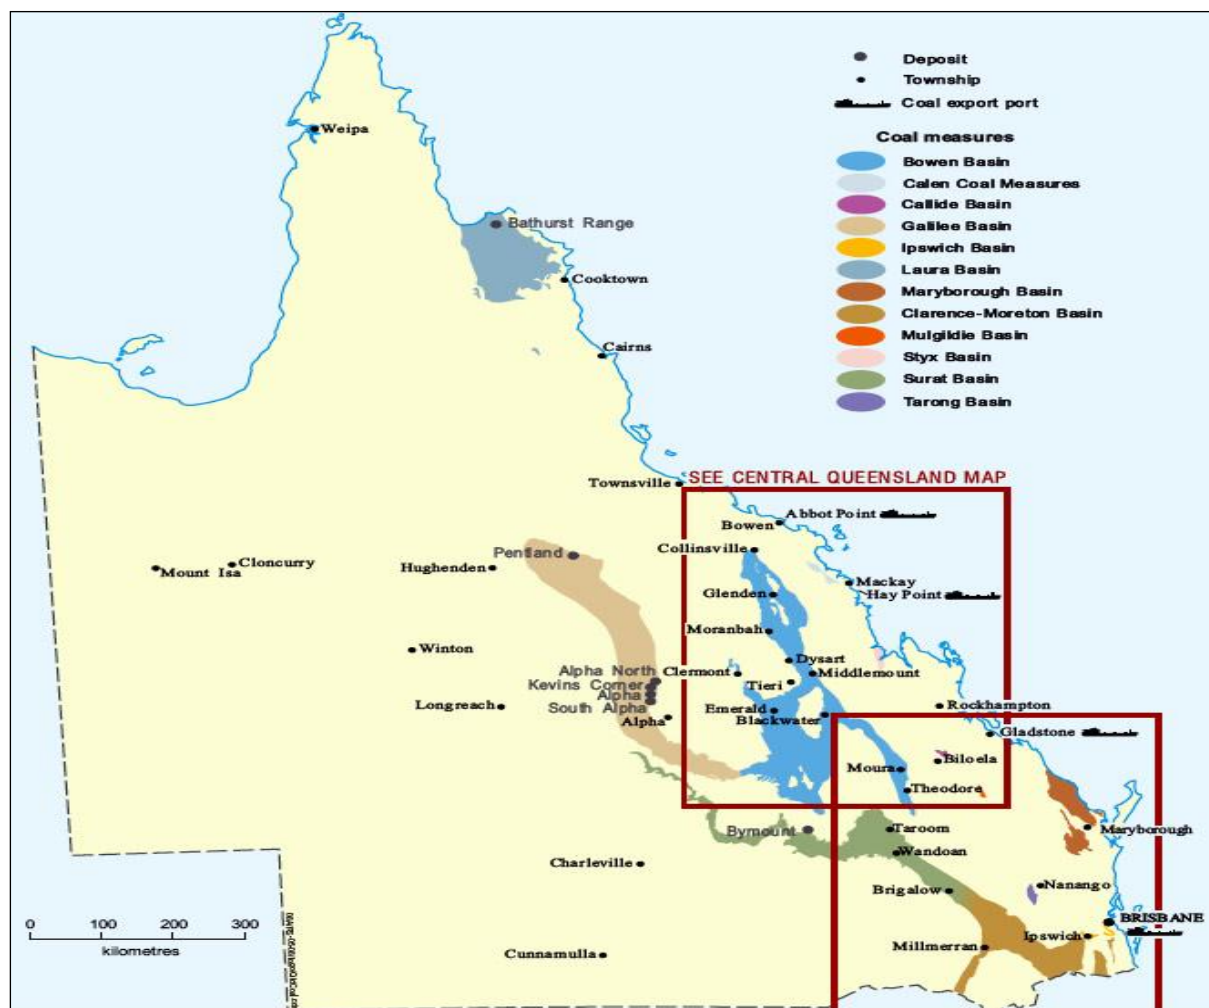 Deposit
Township
Coal export port
Coal measures
Bowen Basin
Calen Coal Measures
Callide Basin
Galilee Basin
Ipswich Basin
Laura Basin
Maryborough Basin
Clarence-Moreton Basin
Mulgildie Basin
Styx Basin
Surat Basin
Tarong Basin
Weipa
Bathurst Range
Cooktown
Cairns
SEE CENTRAL QUEENSLAND MAP
Townsville
Abbot Point
Bowen
Collinsville
Pentland
Cloncurry
Mount Isa
Hughenden
Mackay
Glenden
Hay Point
Moranbah
Winton
Dysart
Alpha North
Clermont
Middlemount
Kevins Corner
Tieri
Alpha
South Alpha
Longreach
Emerald
Rockhampton
Alpha
Blackwater
Gladstone
Biloela
Moura
Theodore
Bymount
Taroom
Maryborough
Wandoan
Charleville
Brigalow
Nanango
BRISBANE
Ipswich
Millmerran
Cunnamulla
0 100 200 300
kilometres